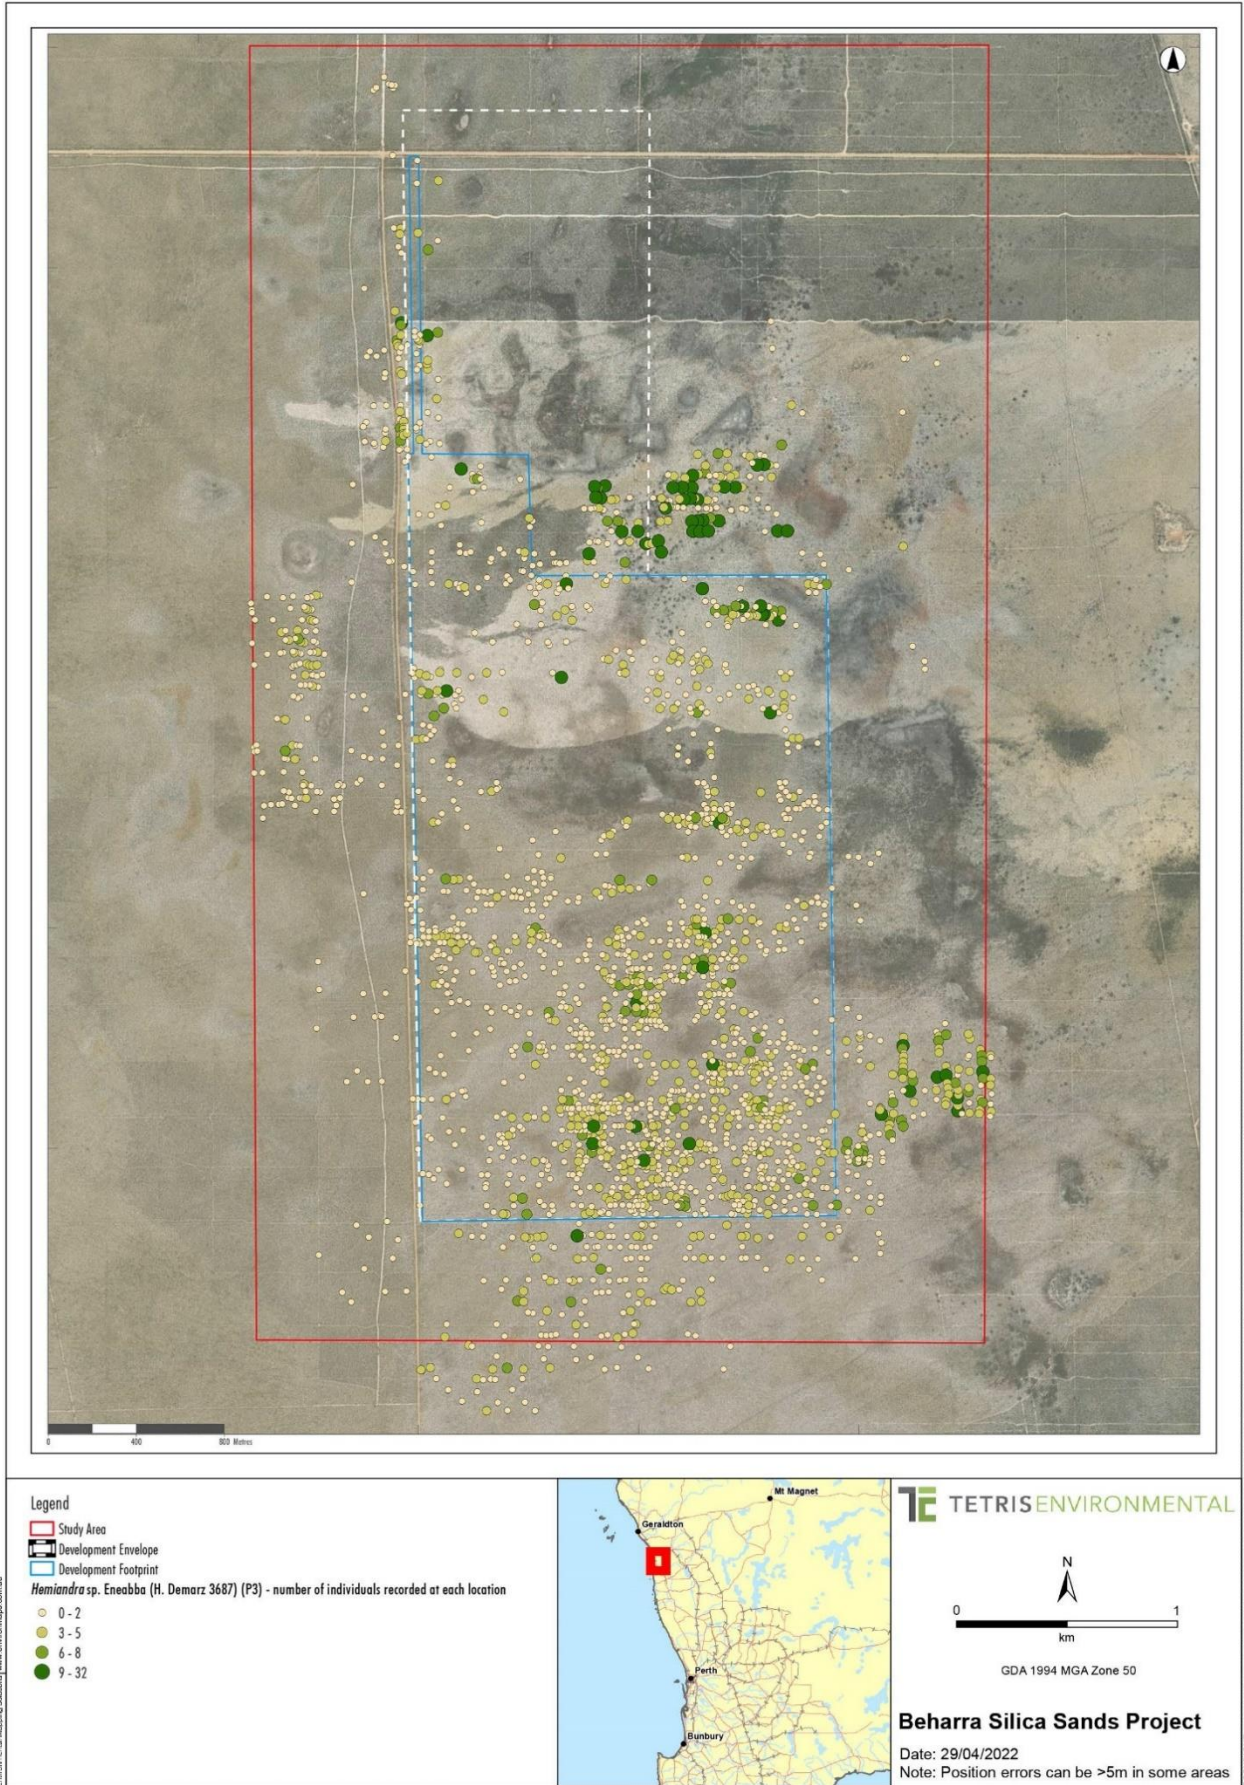 0 400 800 Metres
Legend
Study Area
Development Envelope
Development Footprint
Hemiandra sp. Eneabba (H. Demarz 3687) (P3) - number of individuals recorded at each location
0 - 2
3 - 5
6 - 8
9 - 32
Mt Magnet
Geraldton
Perth
Bunbury
TETRIS ENVIRONMENTAL
N
0 1
km
GDA 1994 MGA Zone 50
Beharra Silica Sands Project
Date: 29/04/2022
Note: Position errors can be >5m in some areas